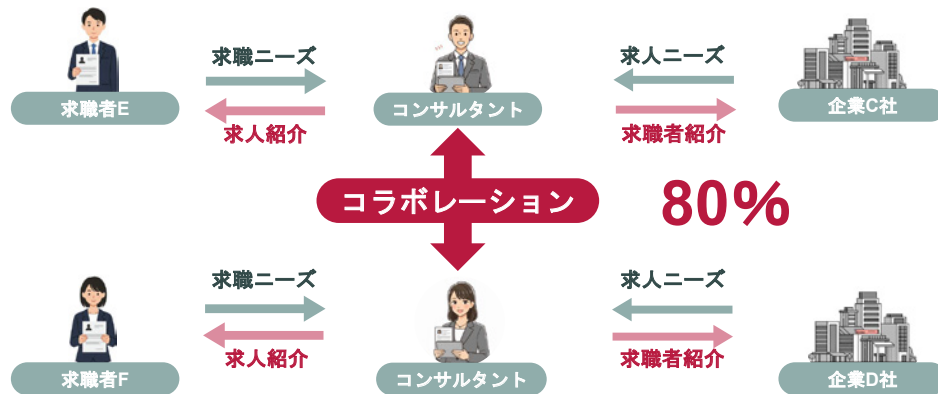 求職ニーズ
求人ニーズ
求職者E
コンサルタント
企業C社
求人紹介
求職者紹介
コラボレーション
80%
求職ニーズ
求人ニーズ
求人紹介
求職者紹介
求職者F
コンサルタント
企業D社